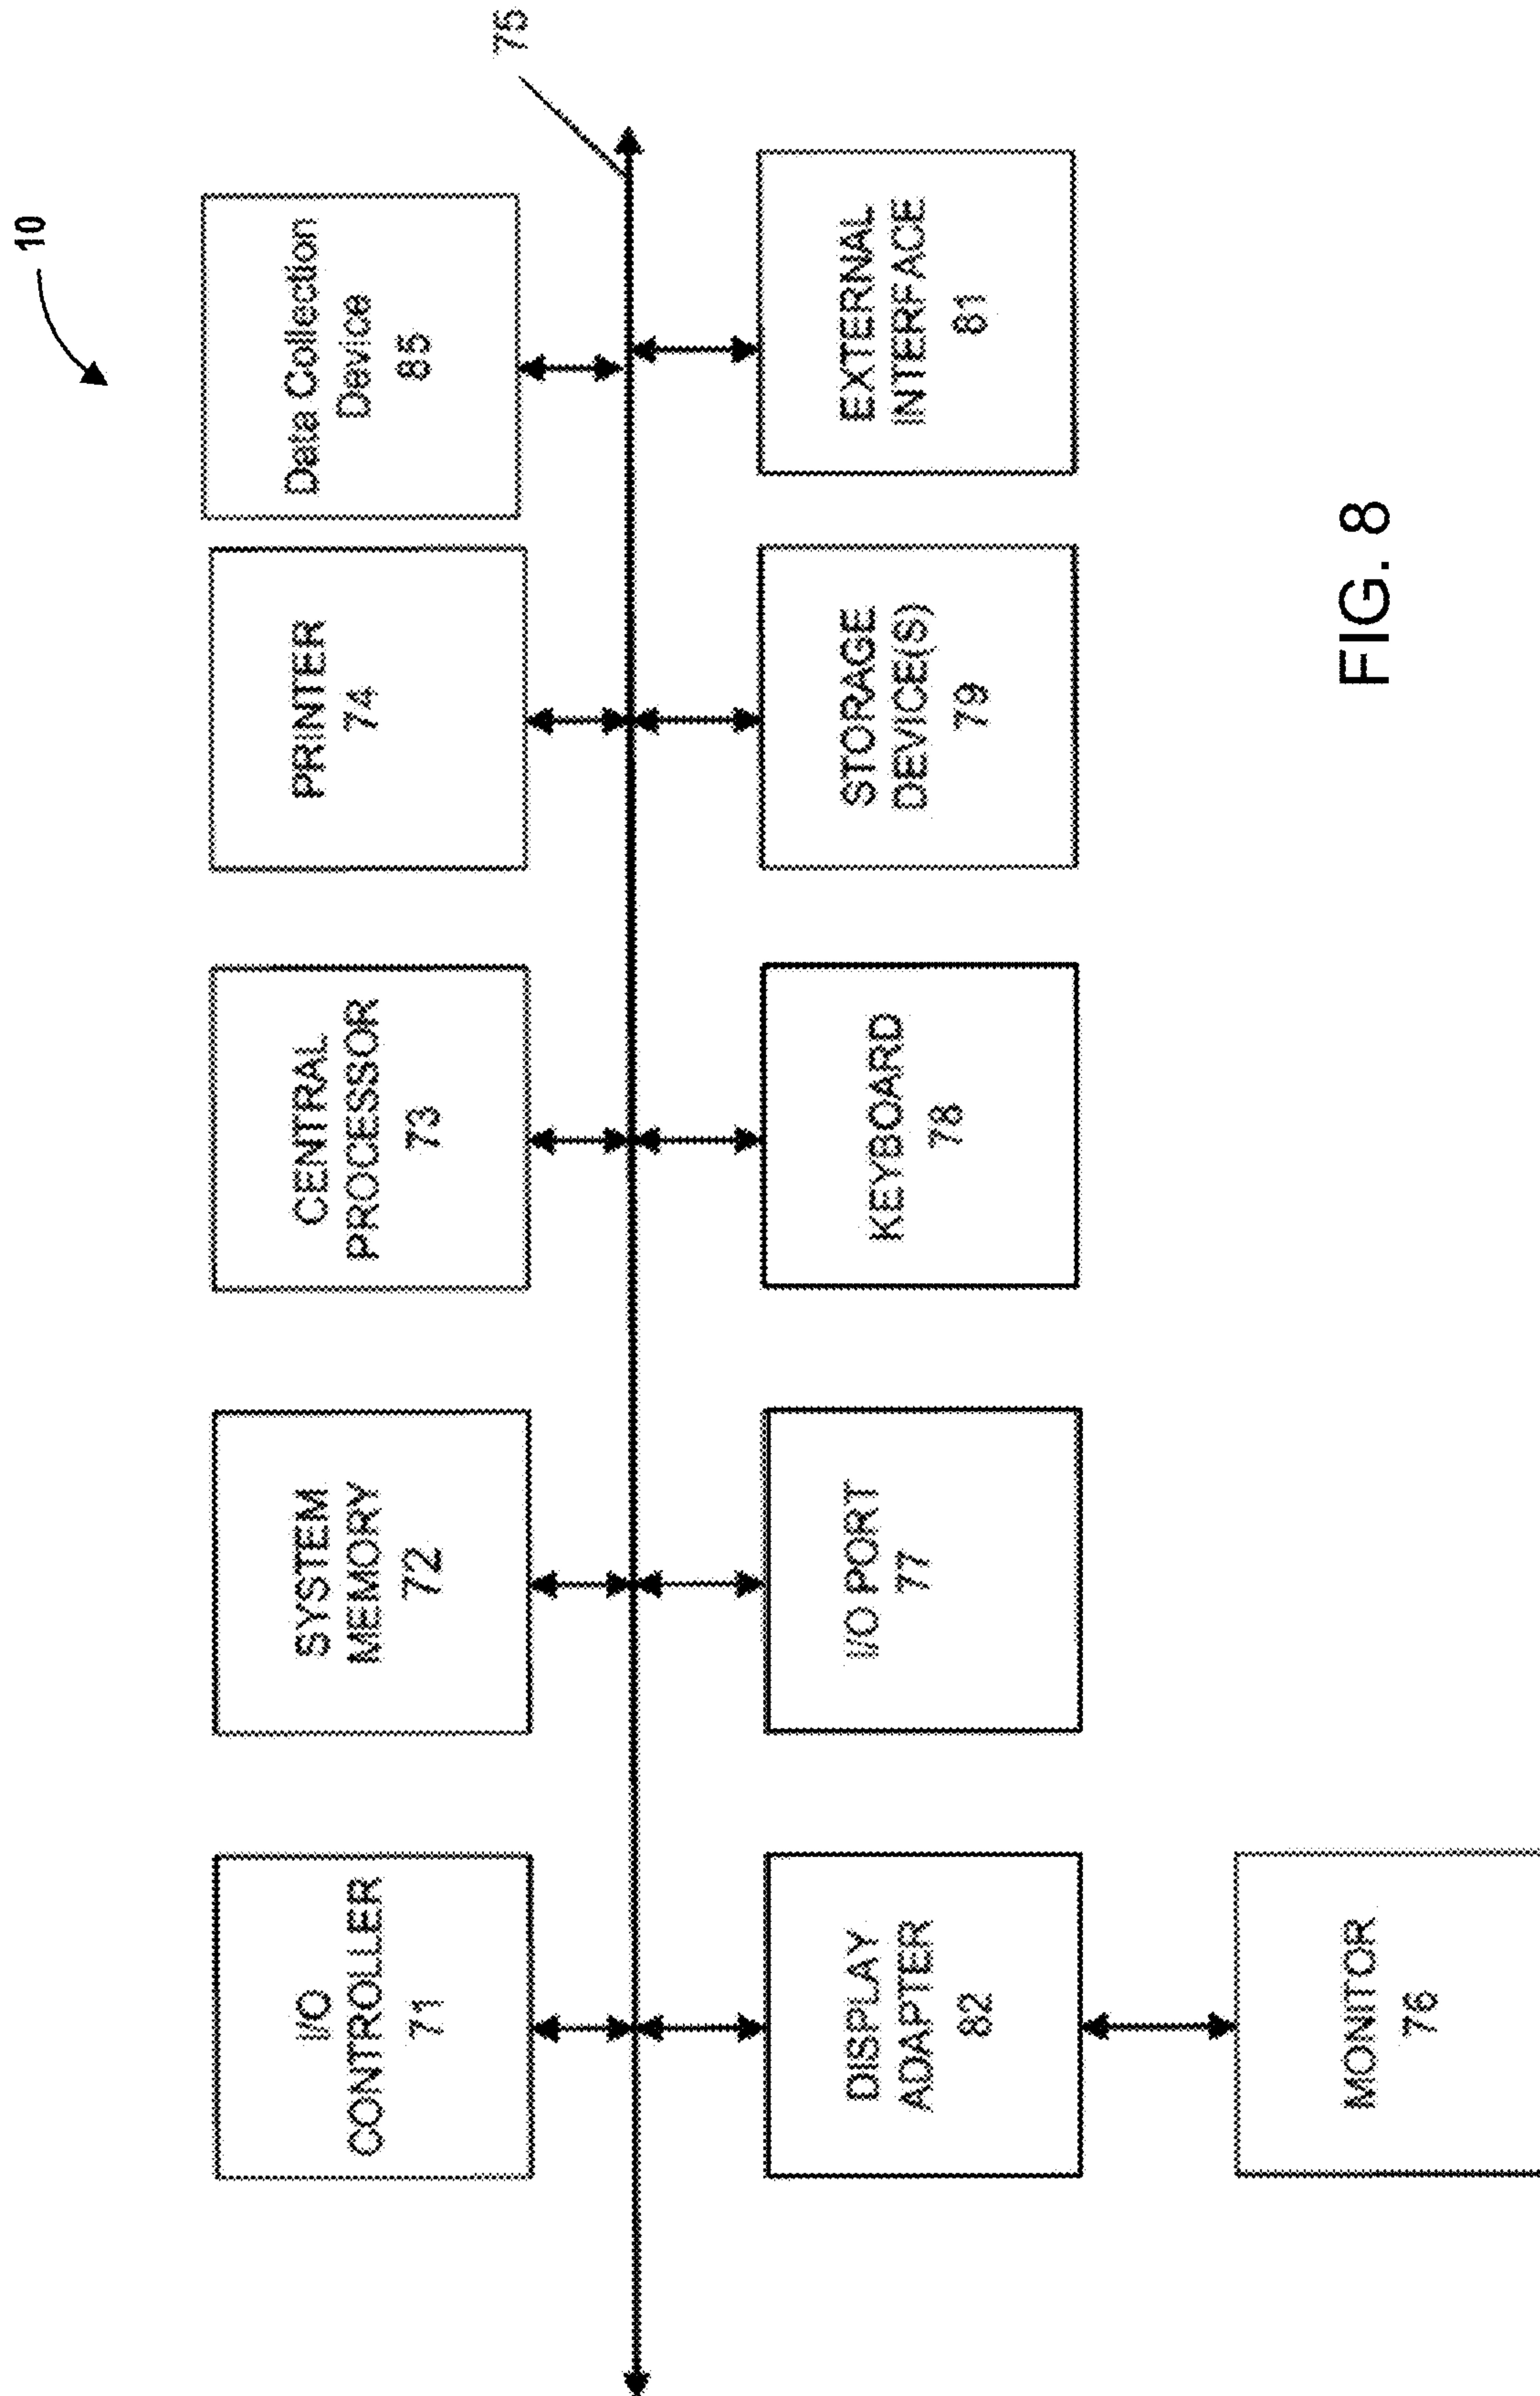 10
75
I/O
CONTROLLER
71
SYSTEM
MEMORY
72
CENTRAL
PROCESSOR
73
PRINTER
74
Data Collection
Device
85
DISPLAY
ADAPTER
82
I/O PORT
77
KEYBOARD
78
STORAGE
DEVICE(S)
79
EXTERNAL
INTERFACE
81
MONITOR
76
FIG. 8